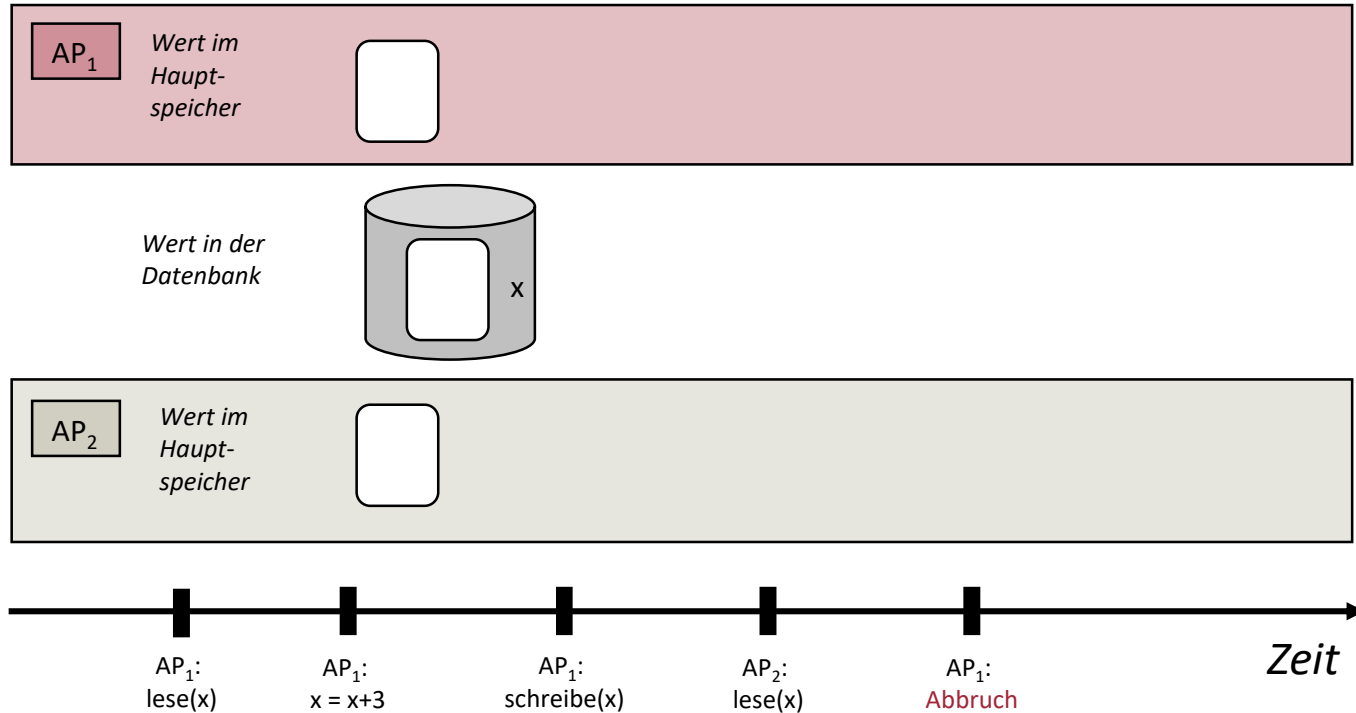 AP₁
Wert im
Haupt-
speicher
Wert in der
Datenbank
x
AP₂
Wert im
Haupt-
speicher
AP₁:
lese(x)
AP₁:
x = x+3
AP₁:
schreibe(x)
AP₂:
lese(x)
AP₁:
Abbruch
Zeit